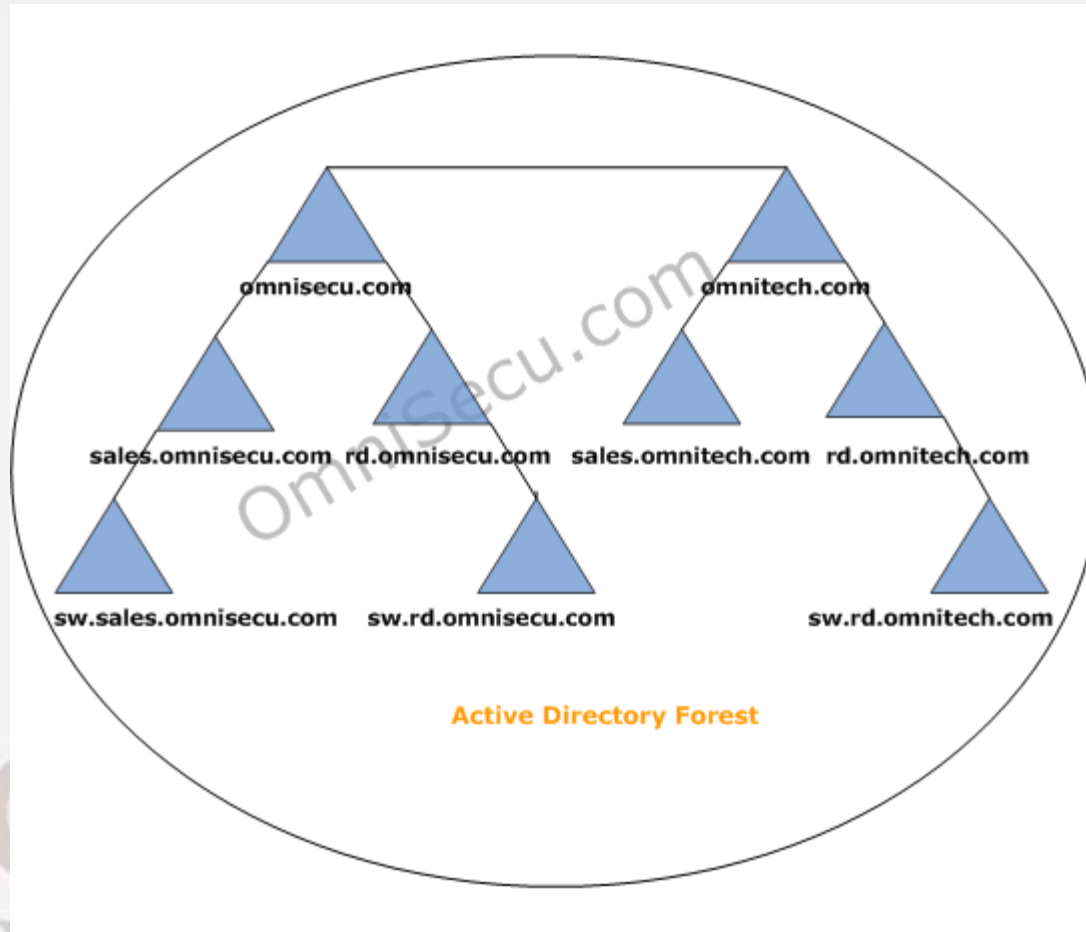 omnisecu.com omnitech.com
OmniSecu.com
sales.omnisecu.com rd.omnisecu.com sales.omnitech.com rd.omnitech.com
sw.sales.omnisecu.com sw.rd.omnisecu.com sw.rd.omnitech.com
Active Directory Forest